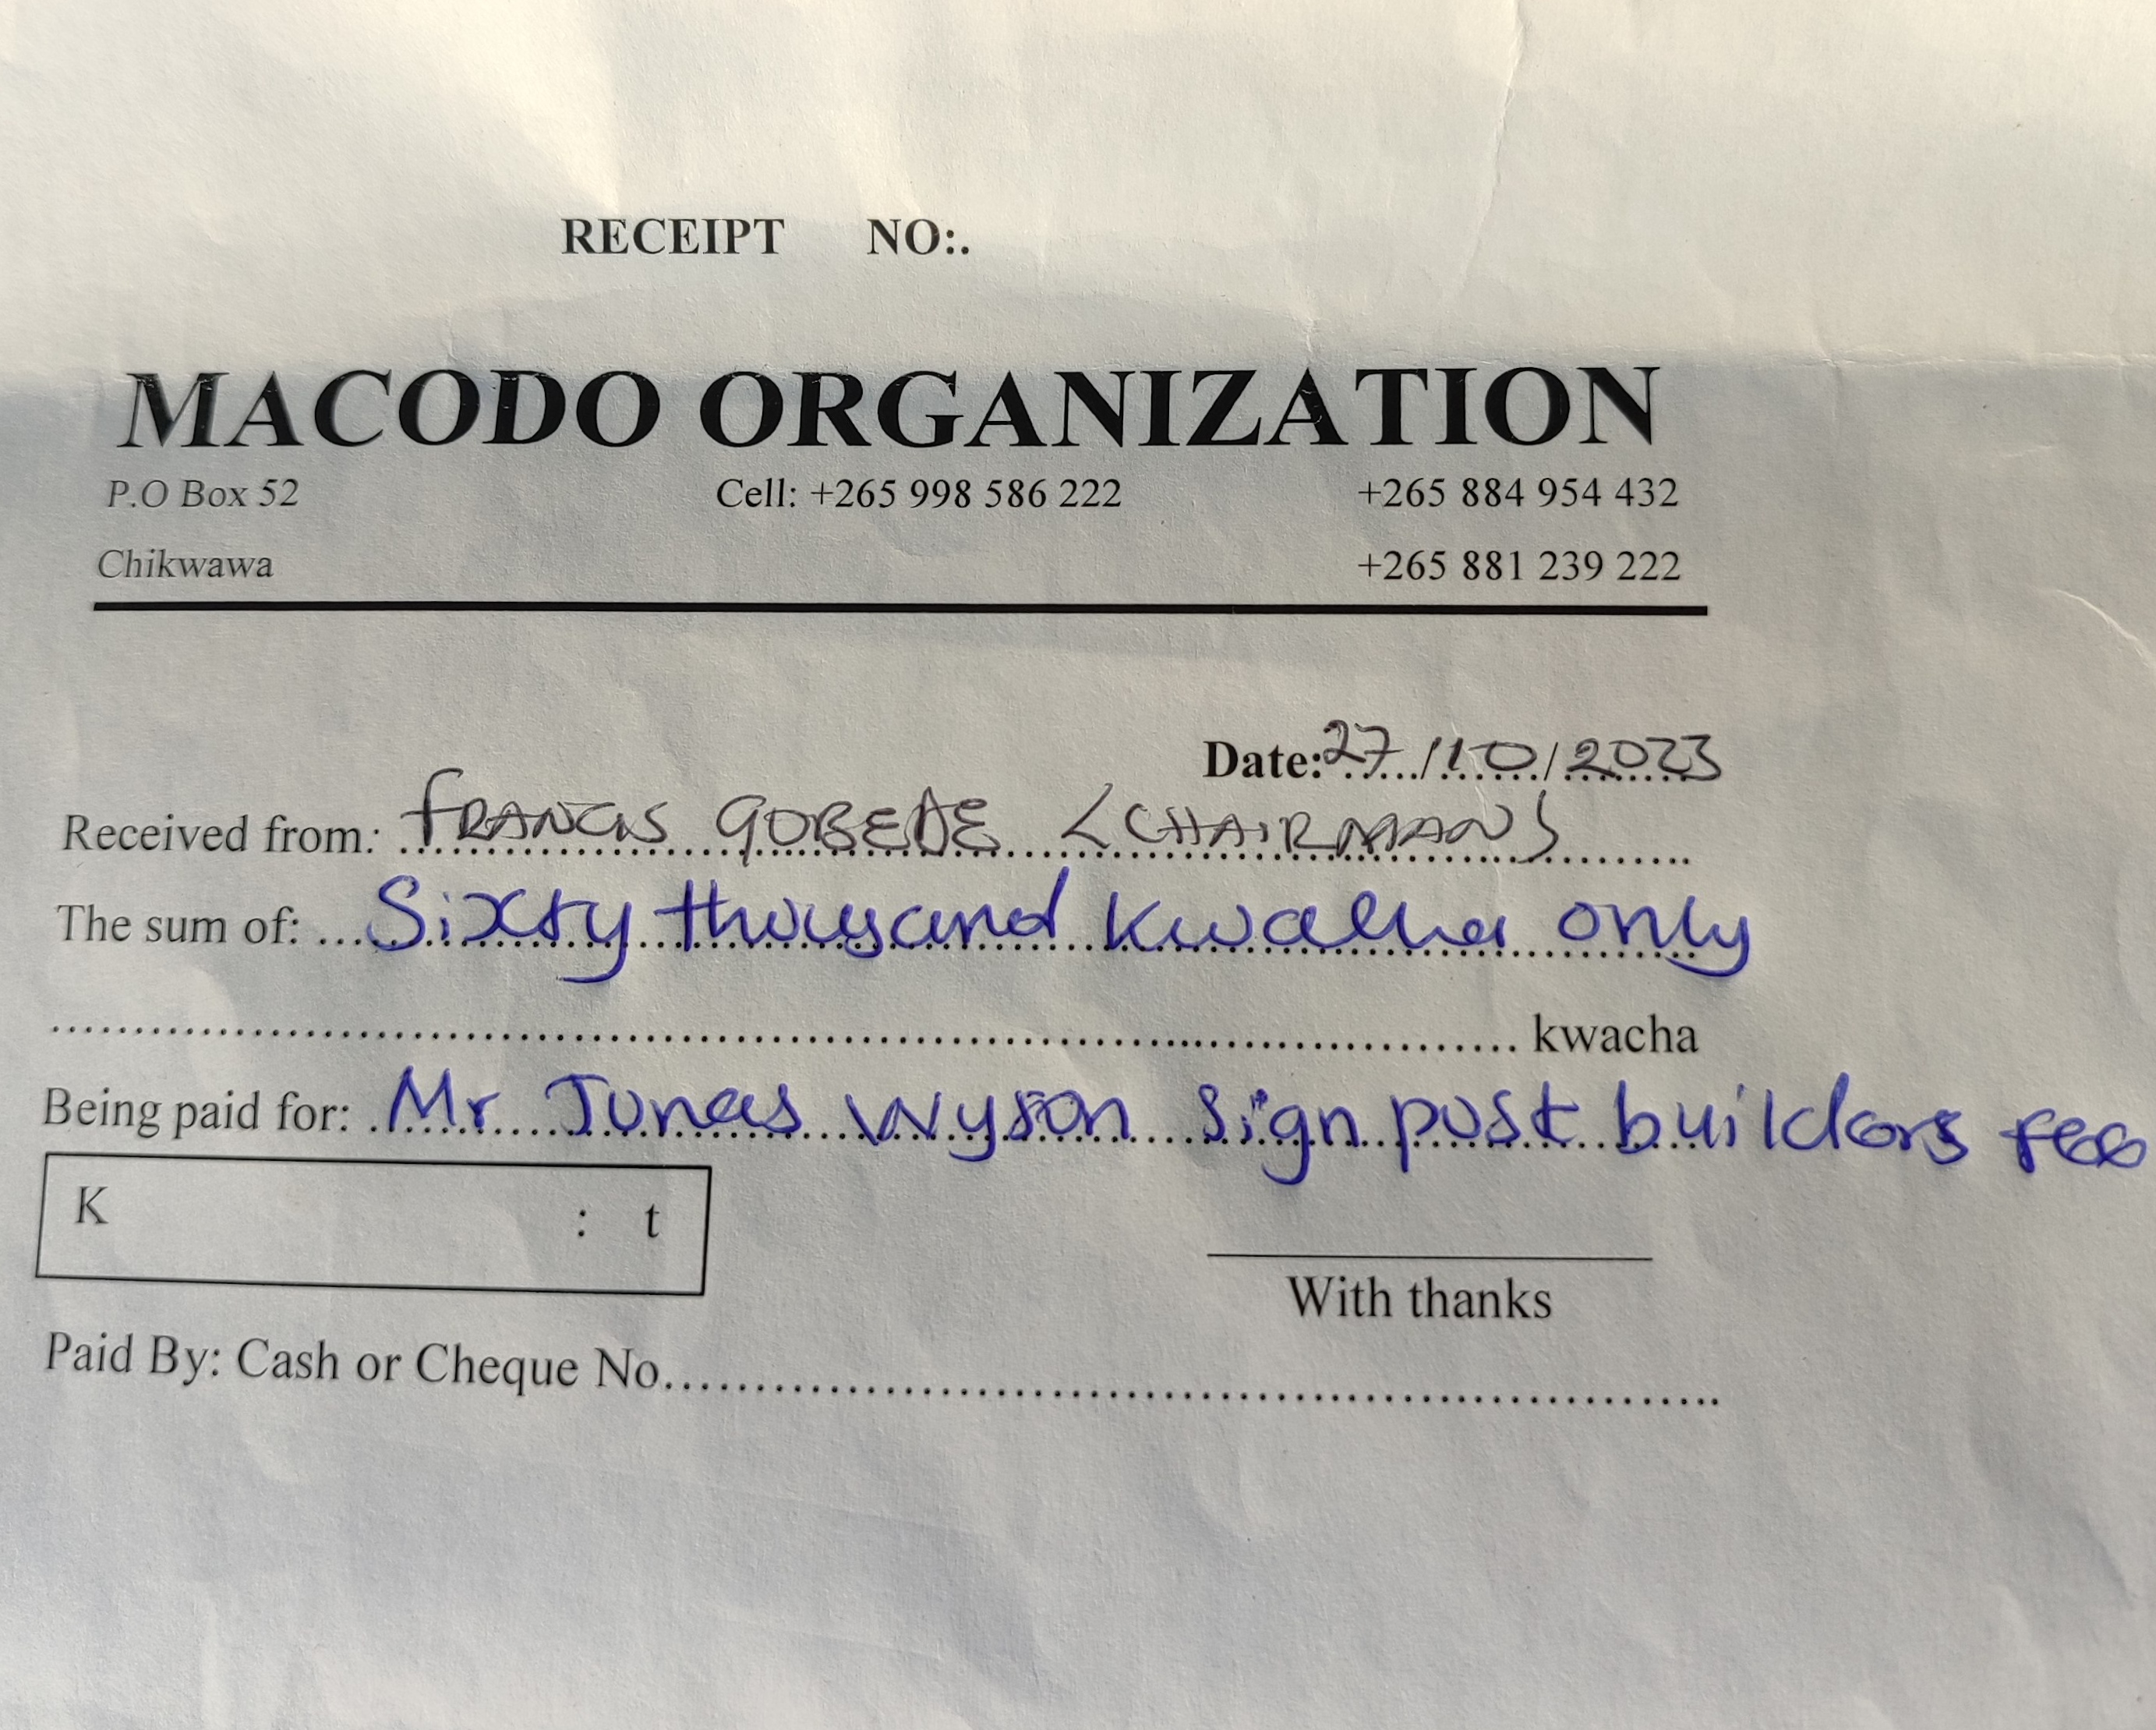 RECEIPT NO:.
MACODO ORGANIZATION
P.O Box 52 Cell: +265 998 586 222 +265 884 954 432
Chikwawa +265 881 239 222
Date: 27/10/2023
Received from: FRANCIS GOBEDE (CHAIRMAN)
The sum of: Sixty thousand kwacha only
kwacha
Being paid for: Mr Jonas Wyson Sign post builders fee
K : t
With thanks
Paid By: Cash or Cheque No.